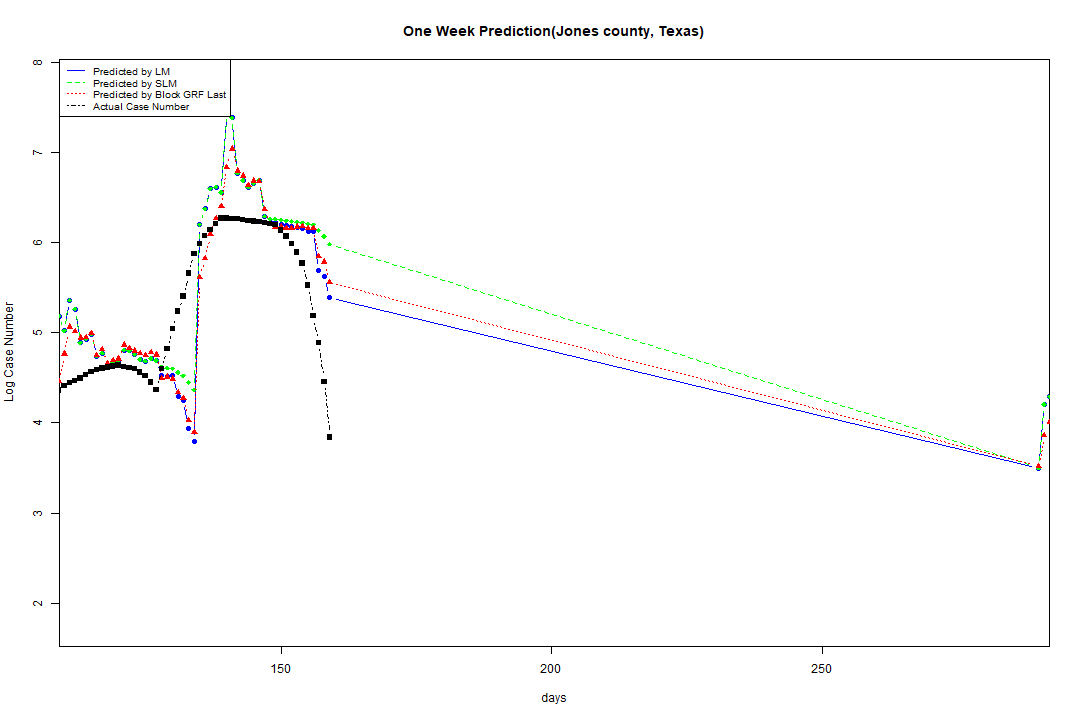 One Week Prediction(Jones county, Texas)
Predicted by LM
Predicted by SLM
Predicted by Block GRF Last
Actual Case Number
8
7
6
5
4
3
2
Log Case Number
150
200
250
days